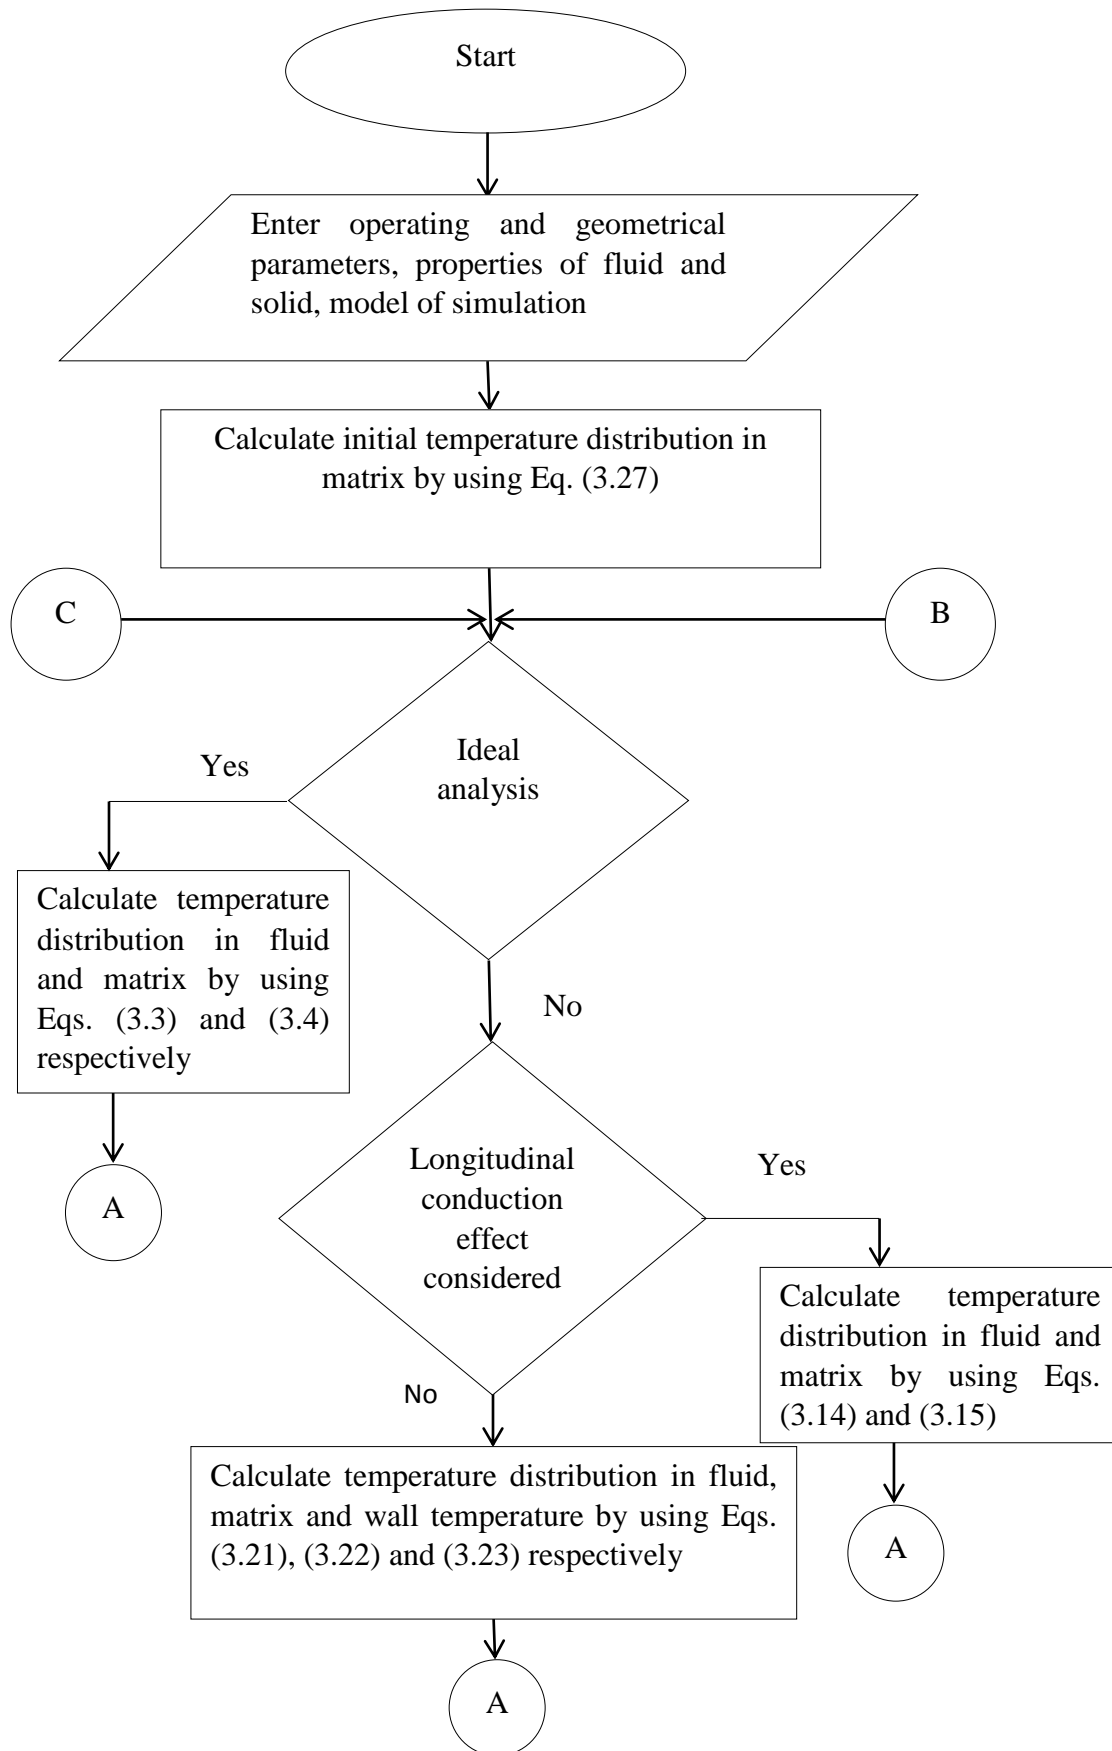 Start
Enter operating and geometrical
parameters, properties of fluid and
solid, model of simulation
Calculate initial temperature distribution in
matrix by using Eq. (3.27)
C
B
Ideal
analysis
Yes
Calculate temperature
distribution in fluid
and matrix by using
Eqs. (3.3) and (3.4)
respectively
No
A
Longitudinal
conduction
effect
considered
Yes
Calculate temperature
distribution in fluid and
matrix by using Eqs.
(3.14) and (3.15)
No
Calculate temperature distribution in fluid,
matrix and wall temperature by using Eqs.
(3.21), (3.22) and (3.23) respectively
A
A